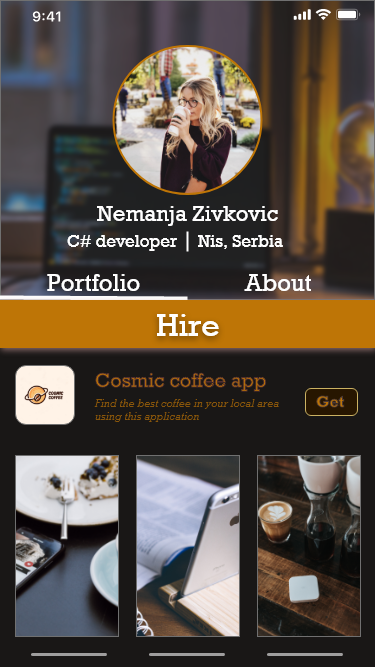 9:41
Nemanja Zivkovic
C# developer | Nis, Serbia
Portfolio About
Hire
Cosmic coffee app
COSMIC
COFFEE
Find the best coffee in your local area
using this application
Get